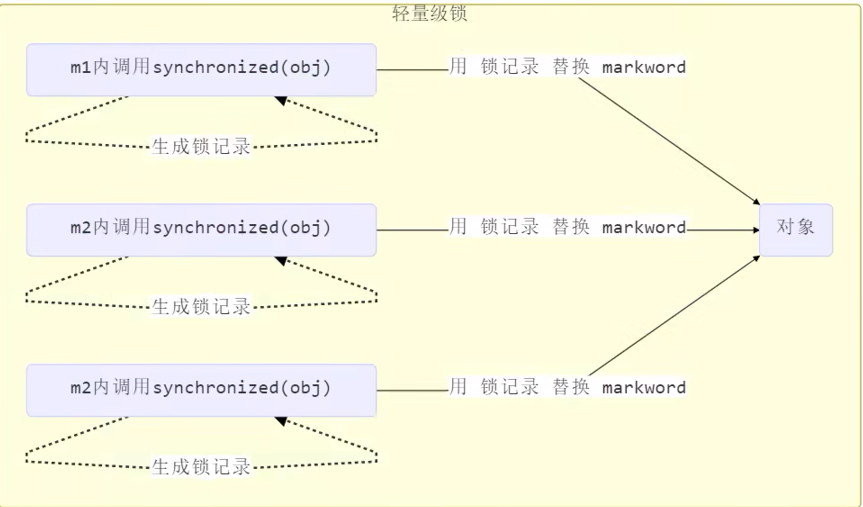 轻量级锁
m1内调用synchronized(obj)
用 锁记录 替换 markword
生成锁记录
m2内调用synchronized(obj)
用 锁记录 替换 markword
对象
生成锁记录
m2内调用synchronized(obj)
用 锁记录 替换 markword
生成锁记录